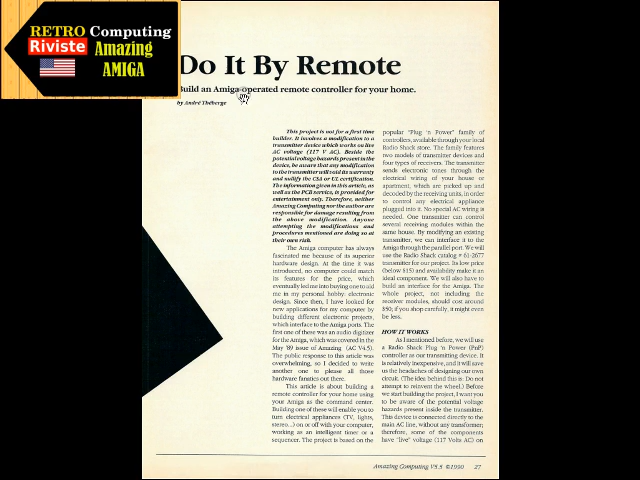 RETRO Computing
Riviste Amazing
AMIGA
Do It By Remote
Build an Amiga-operated remote controller for your home.
by André Théberge
This project is not for a first time
builder. It involves a modification to a
transmitter device which works on live
AC voltage (117 V AC). Beside the
potential voltage hazards present in the
device, be aware that any modification
to the transmitter will void its warranty
and nullify the CSA or UL certification.
The information given in this article, as
well as the PCB service, is provided for
entertainment only. Therefore, neither
Amazing Computing nor the author are
responsible for damage resulting from
the above modification. Anyone
attempting the modifications and
procedures mentioned are doing so at
their own risk.
The Amiga computer has always
fascinated me because of its superior
hardware design. At the time it was
introduced, no computer could match
its features for the price, which
eventually led me into buying one to aid
me in my personal hobby: electronic
design. Since then, I have looked for
new applications for my computer by
building different electronic projects,
which interface to the Amiga ports. The
first one of these was an audio digitizer
for the Amiga, which was covered in the
May '89 issue of Amazing (AC V4.5).
The public response to this article was
overwhelming, so I decided to write
another one to please all those
hardware fanatics out there.
This article is about building a
remote controller for your home using
your Amiga as the command center.
Building one of these will enable you to
turn electrical appliances (TV, lights,
stereo...) on or off with your computer,
working as an intelligent timer or a
sequencer. The project is based on the
popular "Plug 'n Power" family of
controllers, available through your local
Radio Shack store. The family features
two models of transmitter devices and
four types of receivers. The transmitter
sends electronic tones through the
electrical wiring of your house or
apartment, which are picked up and
decoded by the receiving units, in order
to control any electrical appliance
plugged into it. No special AC wiring is
needed. One transmitter can control
several receiving modules within the
same house. By modifying an existing
transmitter, we can interface it to the
Amiga through the parallel port. We will
use the Radio Shack catalog # 61-2677
transmitter for our project. Its low price
(below $15) and availability make it an
ideal component. We will also have to
build an interface for the Amiga. The
whole project, not including the
receiver modules, should cost around
$50; if you shop carefully, it might even
be less.
HOW IT WORKS
As I mentioned before, we will use
a Radio Shack Plug 'n Power (PnP)
controller as our transmitting device. It
is relatively inexpensive, and it will save
us the headaches of designing our own
circuit. (The idea behind this is: Do not
attempt to reinvent the wheel.) Before
we start building the project, I want you
to be aware of the potential voltage
hazards present inside the transmitter.
This device is connected directly to the
main AC line, without any transformer;
therefore, some of the components
have "live" voltage (117 Volts AC) on
Amazing Computing V5.5 ©1990 27